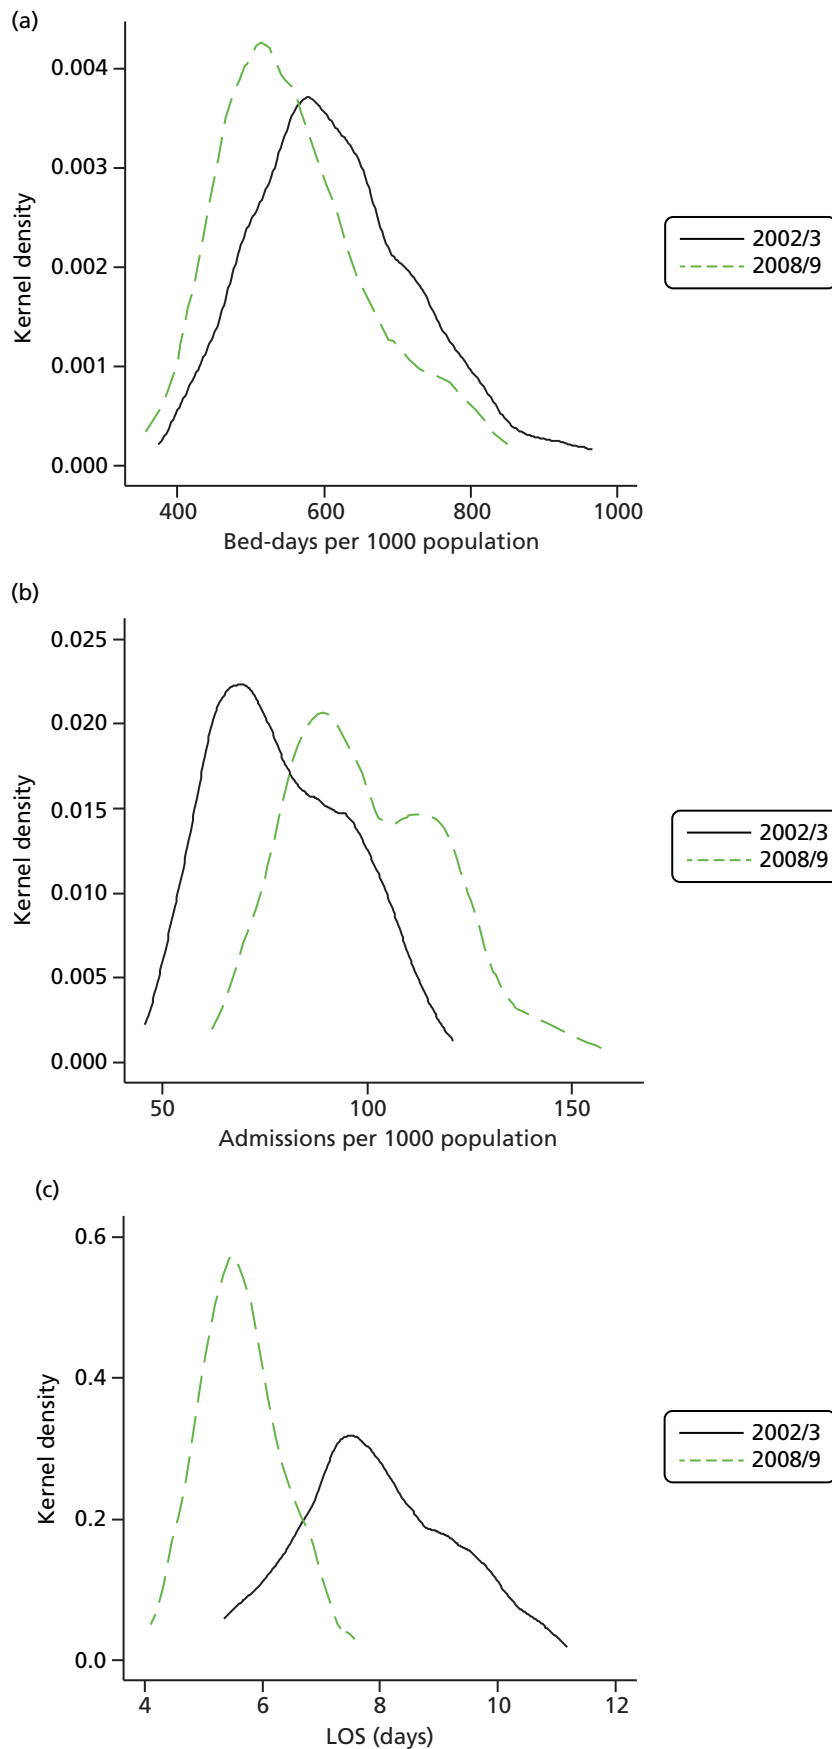 (a)
0.004
0.003
0.002
0.001
0.000
Kernel density
400 600 800 1000
Bed-days per 1000 population
2002/3
2008/9
(b)
0.025
0.020
0.015
0.010
0.005
0.000
Kernel density
50 100 150
Admissions per 1000 population
2002/3
2008/9
(c)
0.6
0.4
0.2
0.0
Kernel density
4 6 8 10 12
LOS (days)
2002/3
2008/9